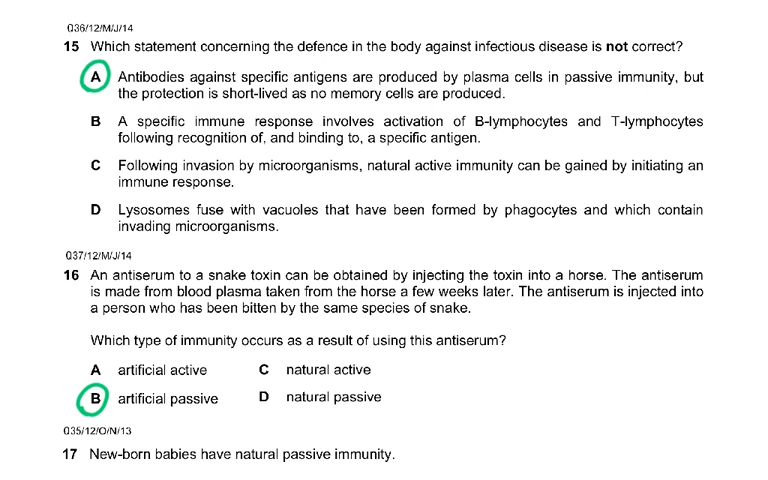 Q36/12/M/J/14
15 Which statement concerning the defence in the body against infectious disease is not correct?
A Antibodies against specific antigens are produced by plasma cells in passive immunity, but
the protection is short-lived as no memory cells are produced.
B A specific immune response involves activation of B-lymphocytes and T-lymphocytes
following recognition of, and binding to, a specific antigen.
C Following invasion by microorganisms, natural active immunity can be gained by initiating an
immune response.
D Lysosomes fuse with vacuoles that have been formed by phagocytes and which contain
invading microorganisms.
Q37/12/M/J/14
16 An antiserum to a snake toxin can be obtained by injecting the toxin into a horse. The antiserum
is made from blood plasma taken from the horse a few weeks later. The antiserum is injected into
a person who has been bitten by the same species of snake.
Which type of immunity occurs as a result of using this antiserum?
A artificial active C natural active
B artificial passive D natural passive
Q35/12/O/N/13
17 New-born babies have natural passive immunity.